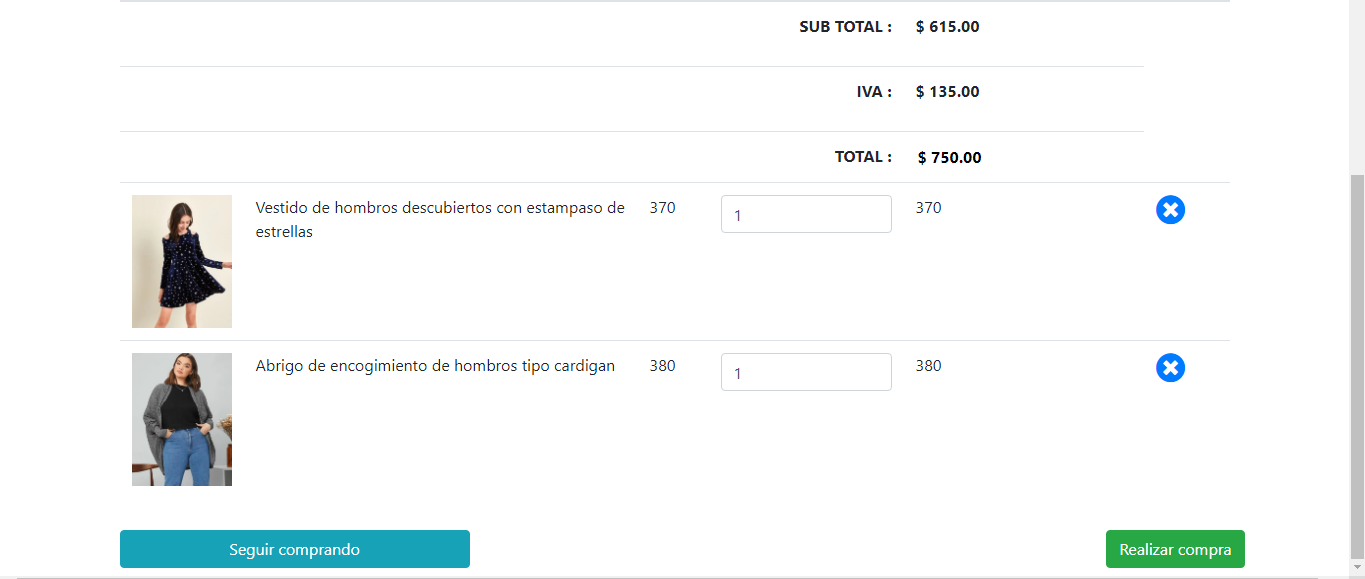 SUB TOTAL : $ 615.00
IVA : $ 135.00
TOTAL : $ 750.00
Vestido de hombros descubiertos con estampaso de 370 1 370
estrellas
Abrigo de encogimiento de hombros tipo cardigan 380 1 380
Seguir comprando Realizar compra